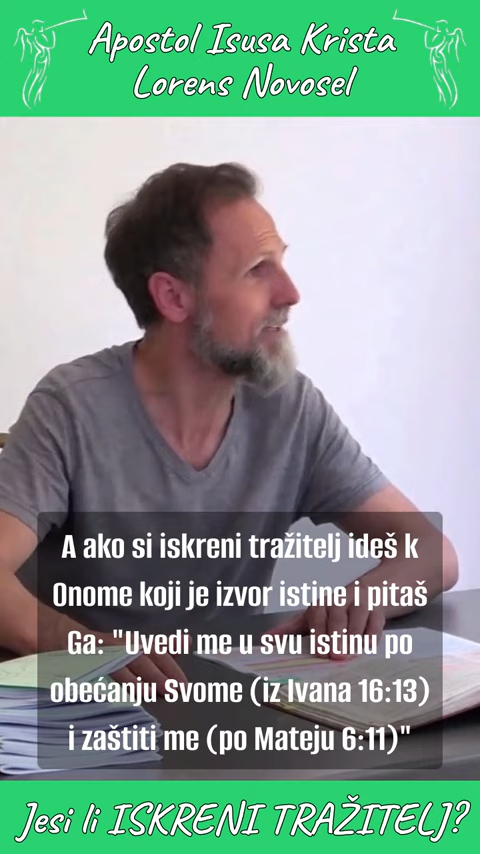 Apostol Isusa Krista
Lorens Novosel
A ako si iskreni tražitelj ideš k
Onome koji je izvor istine i pitaš
Ga: "Uvedi me u svu istinu po
obećanju Svome (iz Ivana 16:13)
i zaštiti me (po Mateju 6:11)"
Jesi li ISKRENI TRAŽITELJ?